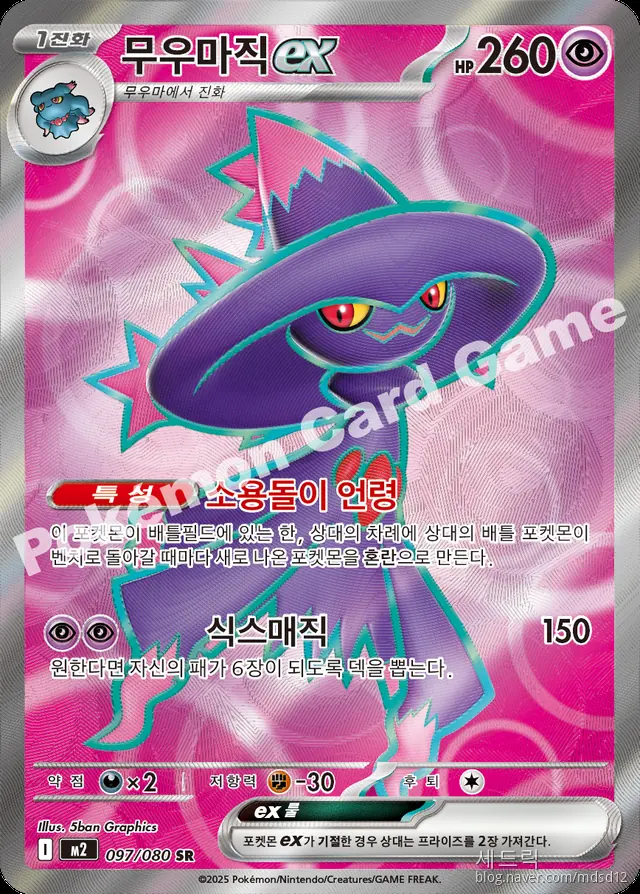 1진화
무우마직 ex
HP 260
무우마에서 진화
Pokémon Card Game
특성 소용돌이 언령
이 포켓몬이 배틀필드에 있는 한, 상대의 차례에 상대의 배틀 포켓몬이
벤치로 돌아갈 때마다 새로 나온 포켓몬을 혼란으로 만든다.
식스매직 150
원한다면 자신의 패가 6장이 되도록 덱을 뽑는다.
약점 ×2 저항력 -30 후퇴
ex 룰
포켓몬 ex가 기절한 경우 상대는 프라이즈를 2장 가져간다.
Illus. 5ban Graphics
I M2 097/080 SR
세드릭
blog.naver.com/mdsd12
©2025 Pokémon/Nintendo/Creatures/GAME FREAK.